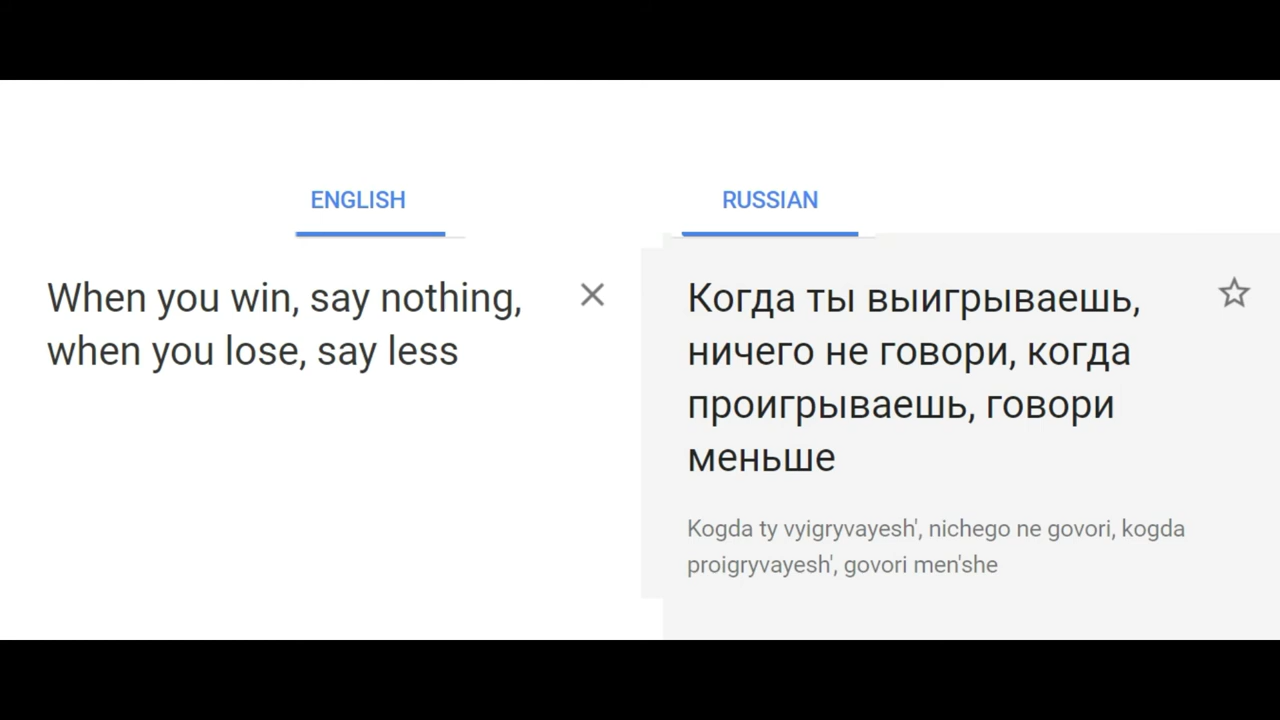 ENGLISH
RUSSIAN
When you win, say nothing,
when you lose, say less
Когда ты выигрываешь,
ничего не говори, когда
проигрываешь, говори
меньше
Kogda ty vyigryvayesh', nichego ne govori, kogda
proigryvayesh', govori men'she